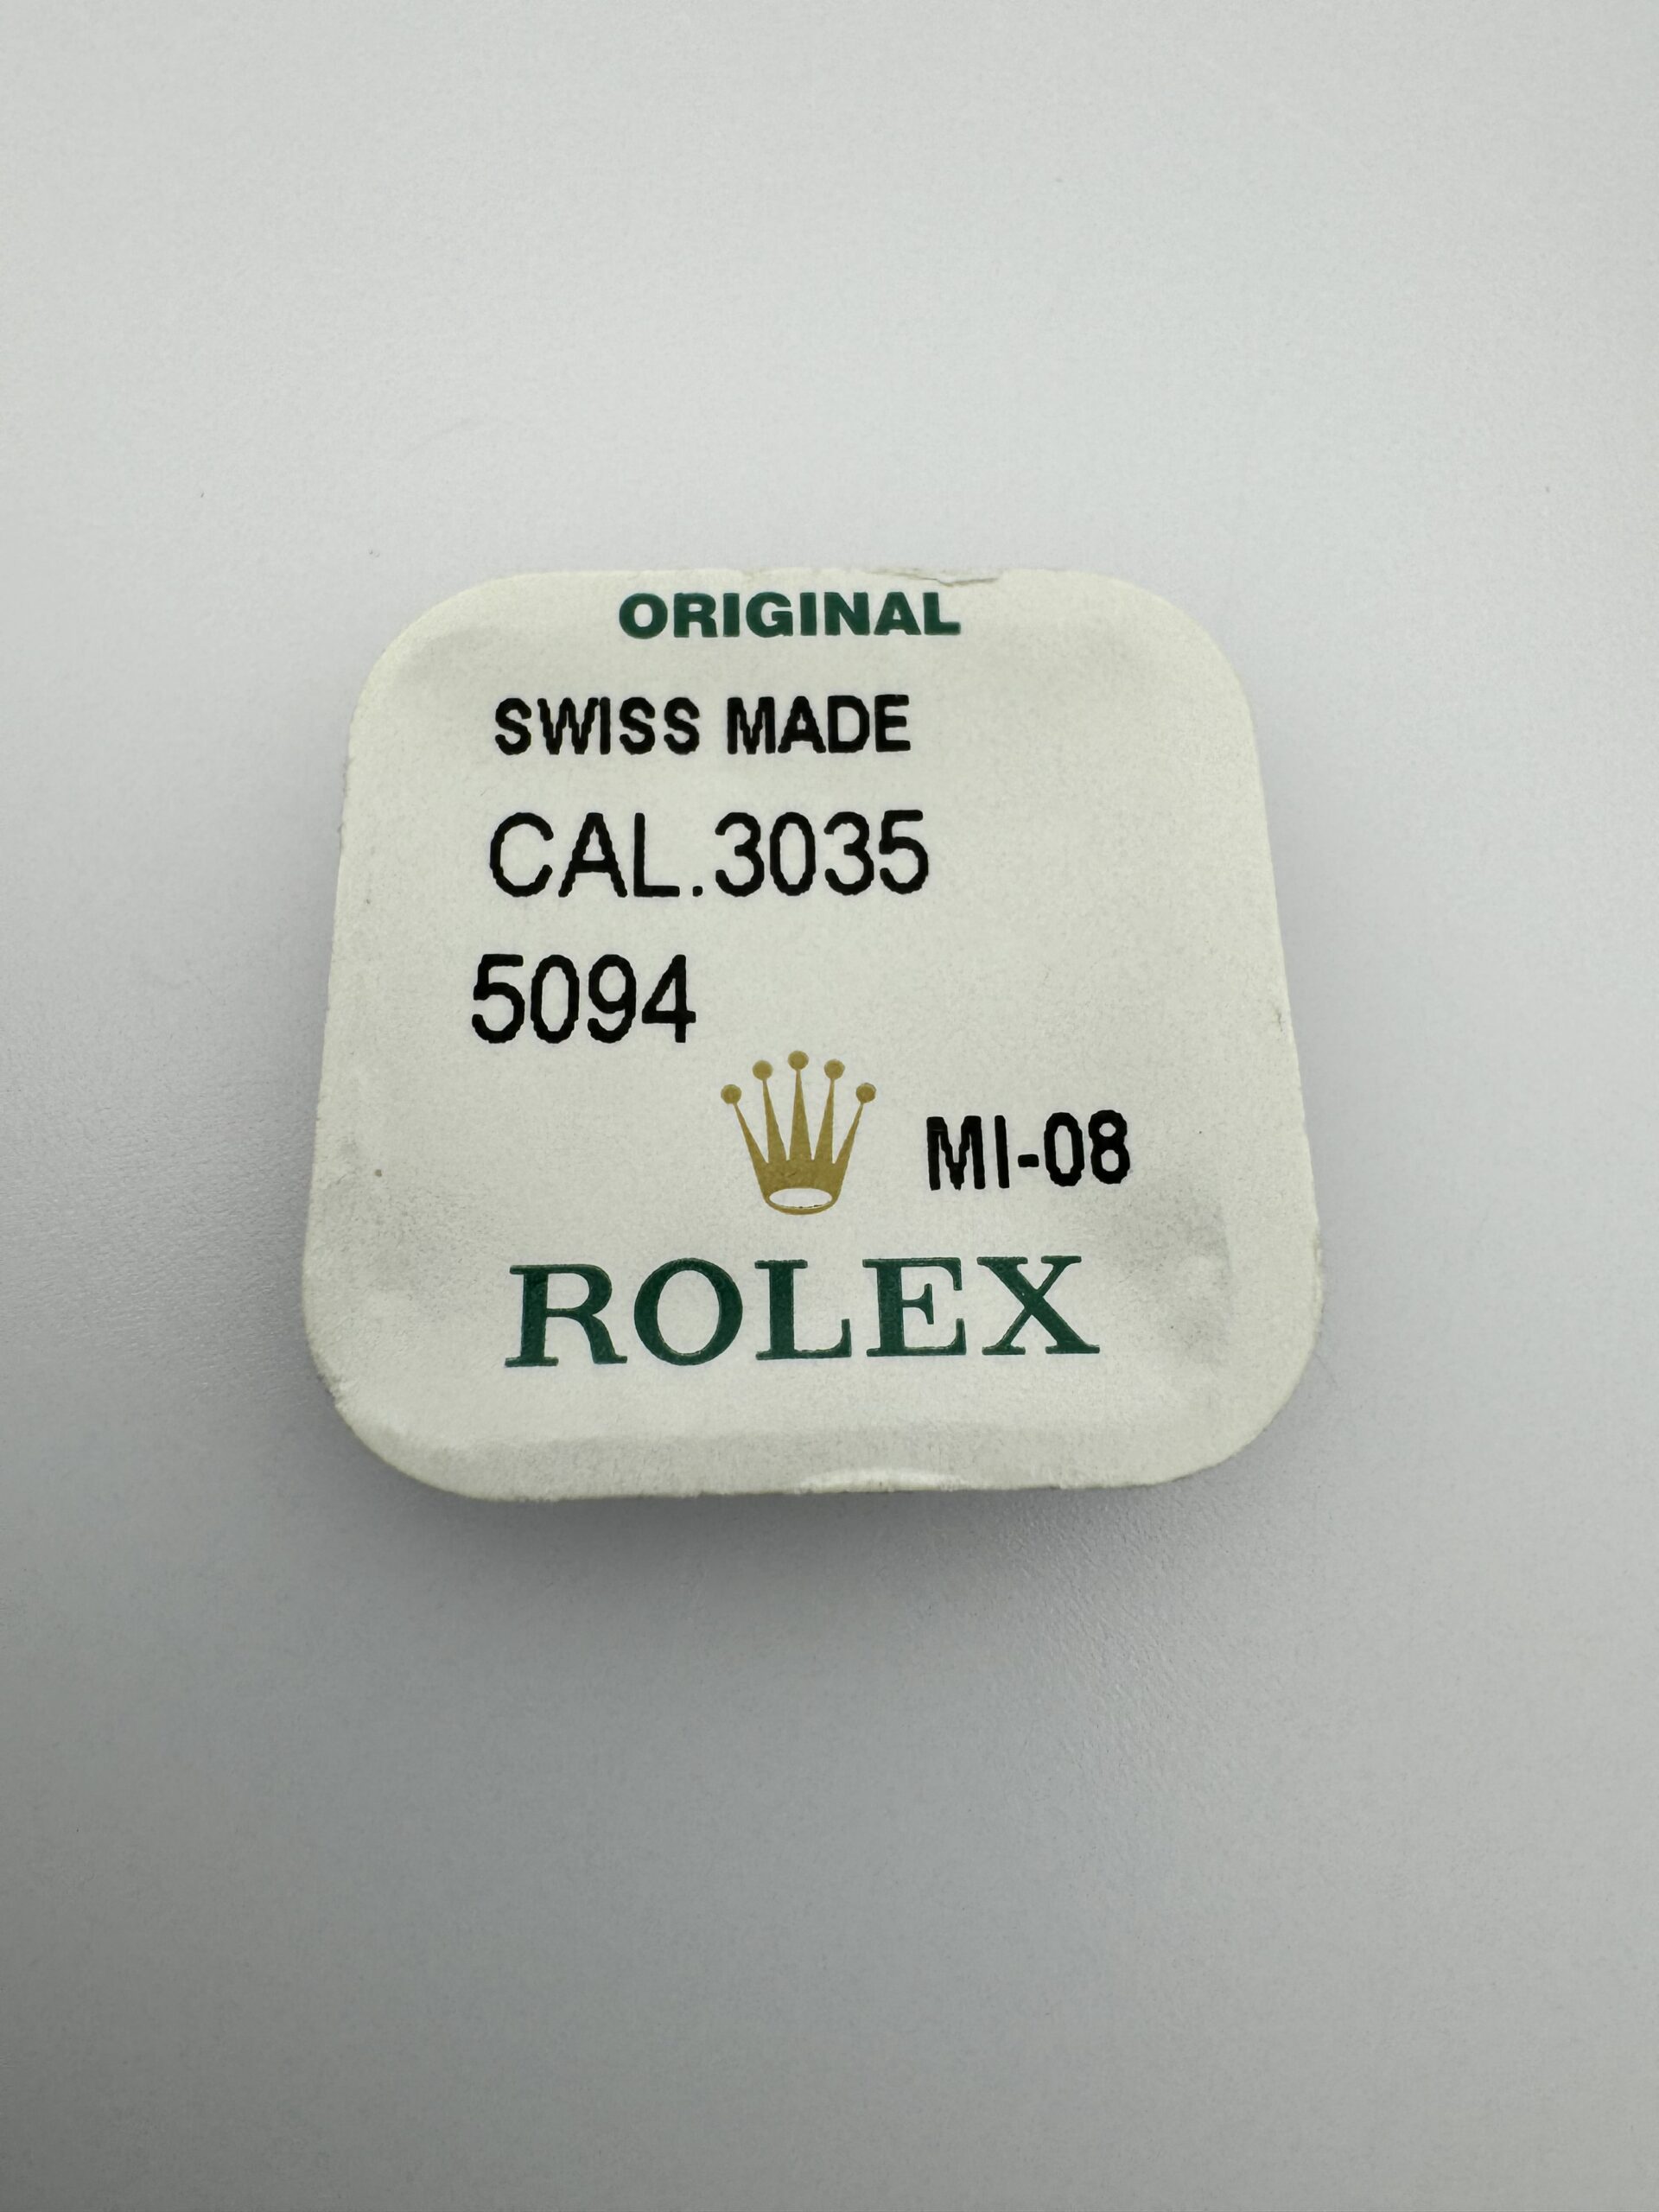 ORIGINAL
SWISS MADE
CAL.3035
5094
MI-08
ROLEX